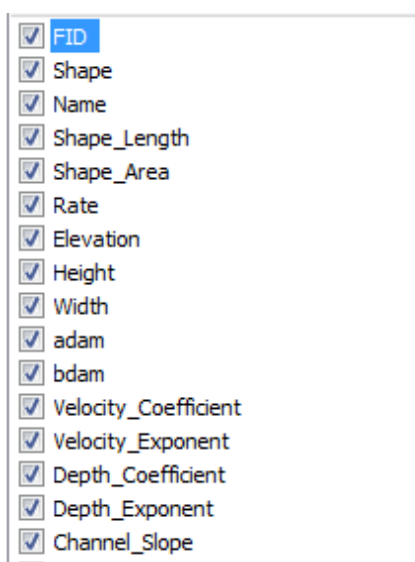 FID
Shape
Name
Shape_Length
Shape_Area
Rate
Elevation
Height
Width
adam
bdam
Velocity_Coefficient
Velocity_Exponent
Depth_Coefficient
Depth_Exponent
Channel_Slope